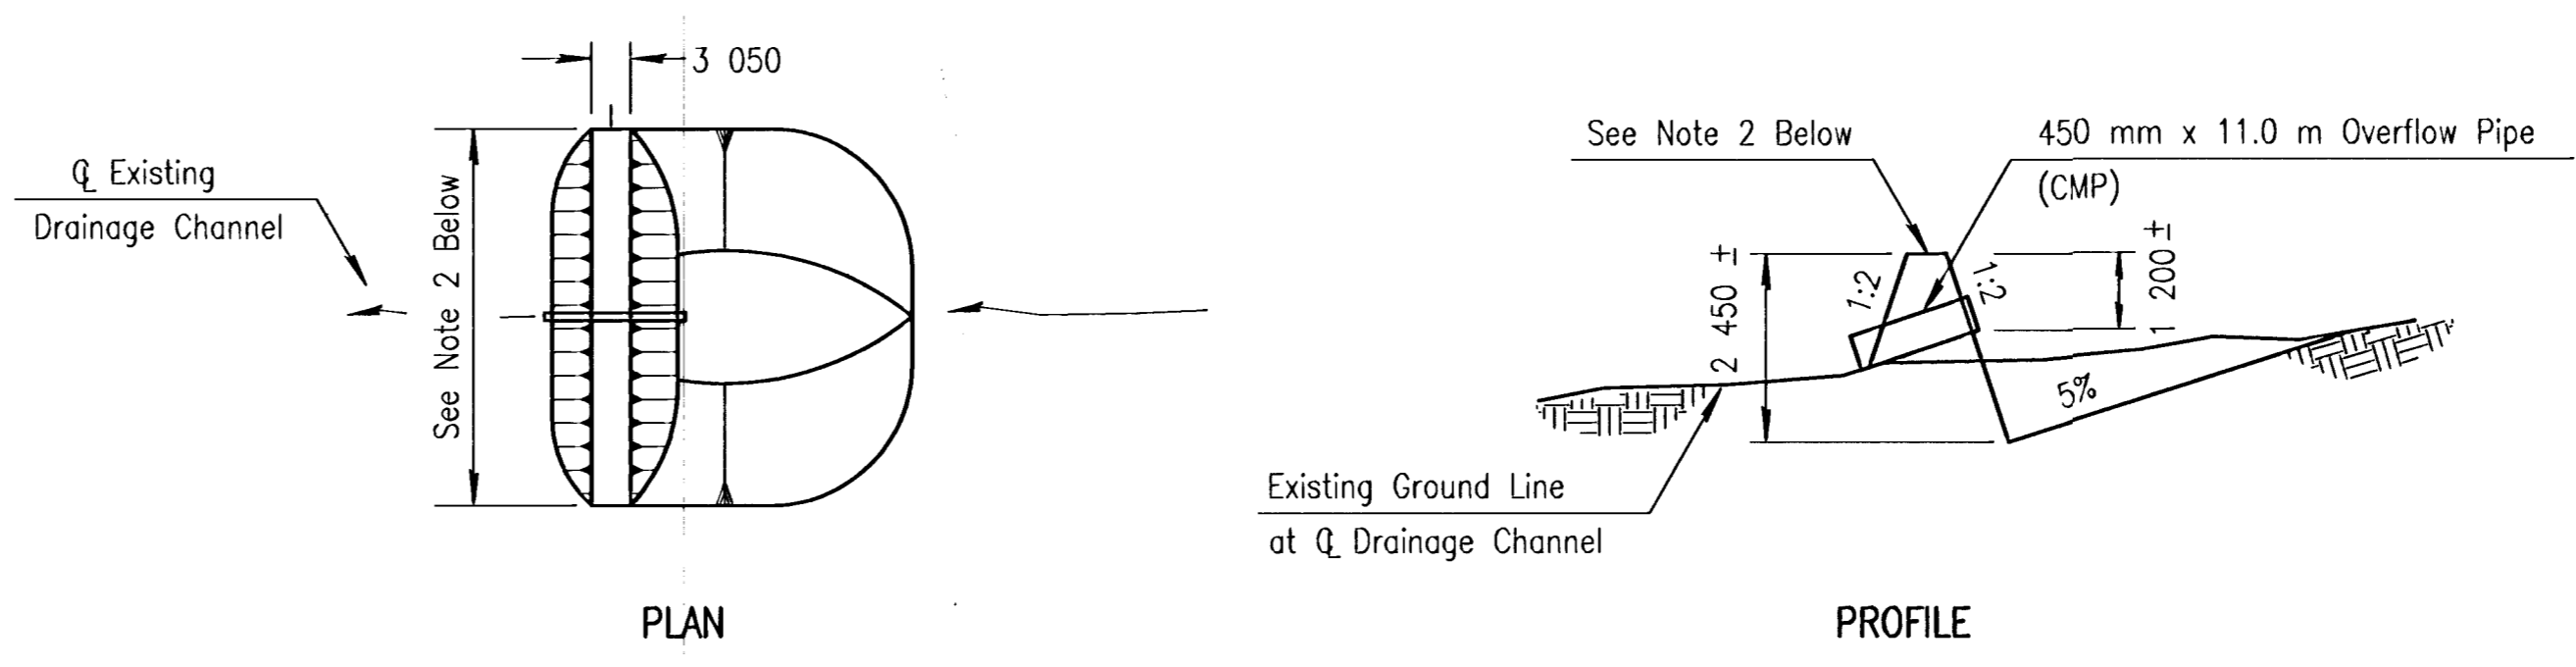 3 050
℄ Existing
Drainage Channel
See Note 2 Below
PLAN
See Note 2 Below
450 mm x 11.0 m Overflow Pipe
(CMP)
2 450 ±
1:2
1:2
1 200±
5%
Existing Ground Line
at ℄ Drainage Channel
PROFILE